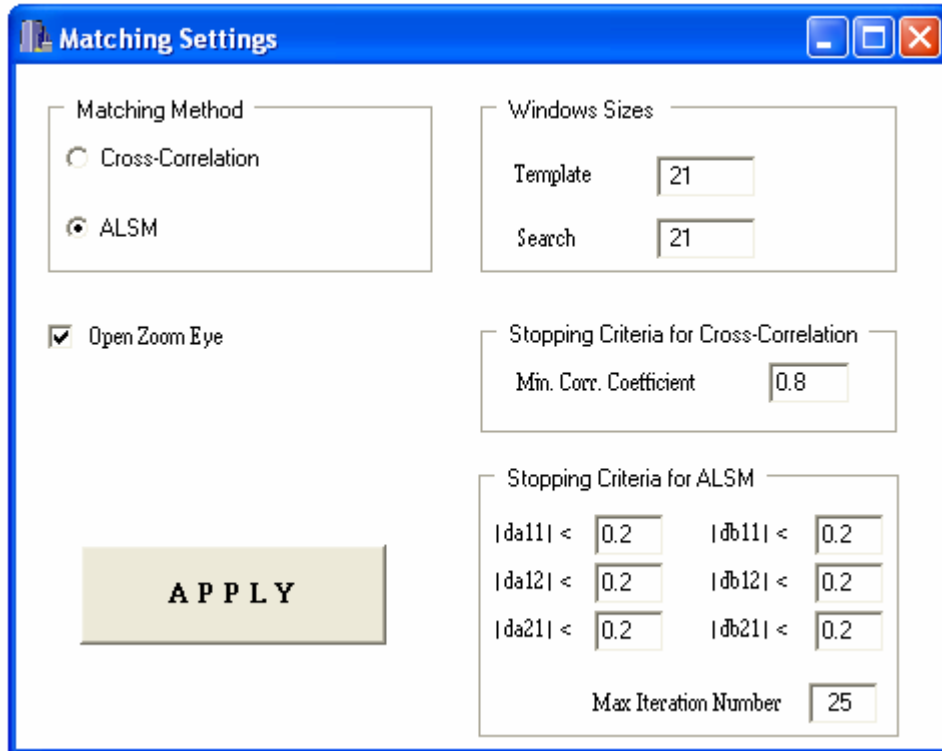 Matching Settings
Matching Method
Cross-Correlation
ALSM
Open Zoom Eye
APPLY
Windows Sizes
Template 21
Search 21
Stopping Criteria for Cross-Correlation
Min. Corr. Coefficient 0.8
Stopping Criteria for ALSM
|da11| < 0.2 |db11| < 0.2
|da12| < 0.2 |db12| < 0.2
|da21| < 0.2 |db21| < 0.2
Max Iteration Number 25